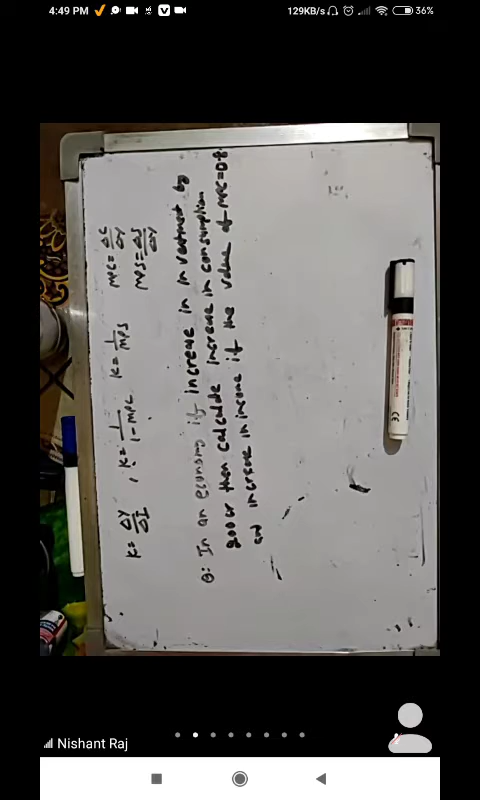 4:49 PM
129KB/s
36%
K = ΔY/ΔI , K = 1/1-MPC K = 1/MPS MPC = ΔC/ΔY
MPS = ΔS/ΔY
Q: In an economy if increase in investment by
then calculate increase in consumption
and increase in income if the value of MPC = 0.8.
CE
Nishant Raj